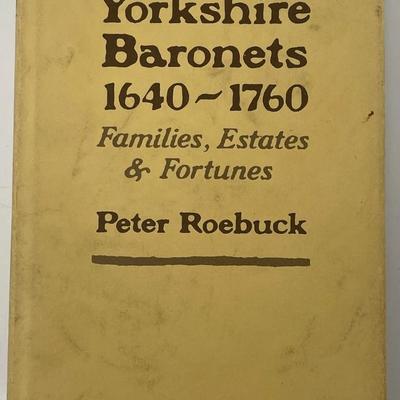 Yorkshire
Baronets
1640~1760
Families, Estates
& Fortunes
Peter Roebuck